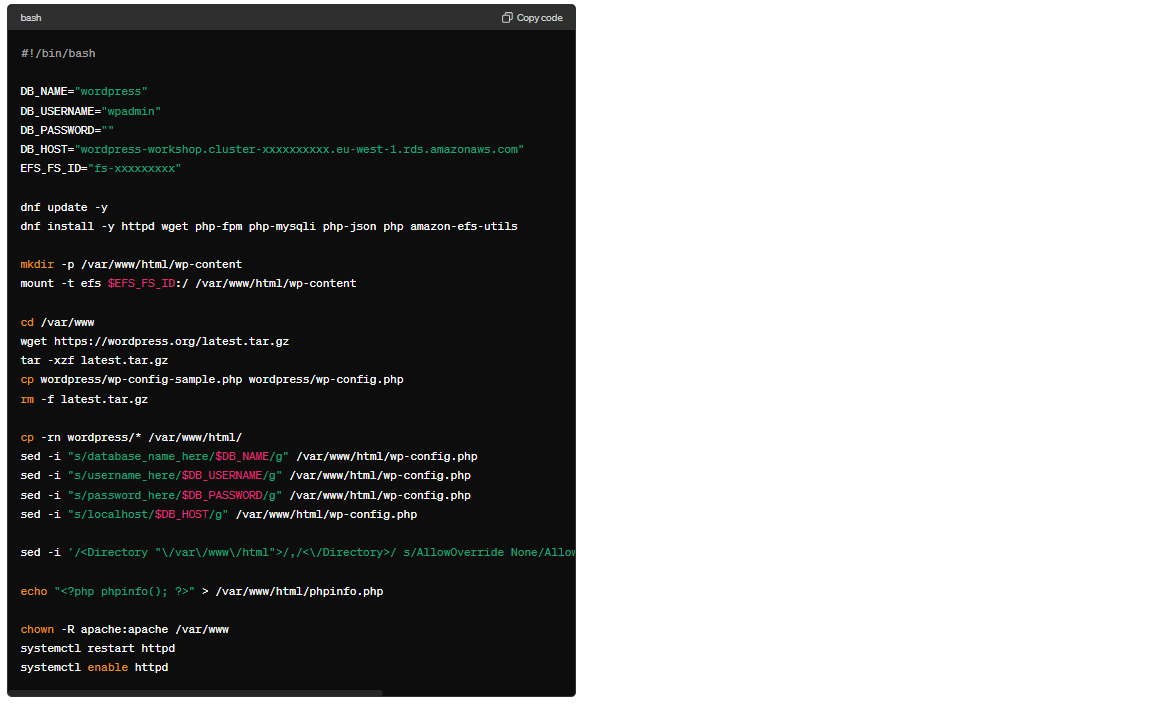 bash
Copy code
#!/bin/bash
DB_NAME="wordpress"
DB_USERNAME="wpadmin"
DB_PASSWORD=""
DB_HOST="wordpress-workshop.cluster-xxxxxxxxxx.eu-west-1.rds.amazonaws.com"
EFS_FS_ID="fs-xxxxxxxxx"
dnf update -y
dnf install -y httpd wget php-fpm php-mysqli php-json php amazon-efs-utils
mkdir -p /var/www/html/wp-content
mount -t efs $EFS_FS_ID:/ /var/www/html/wp-content
cd /var/www
wget https://wordpress.org/latest.tar.gz
tar -xzf latest.tar.gz
cp wordpress/wp-config-sample.php wordpress/wp-config.php
rm -f latest.tar.gz
cp -rn wordpress/* /var/www/html/
sed -i "s/database_name_here/$DB_NAME/g" /var/www/html/wp-config.php
sed -i "s/username_here/$DB_USERNAME/g" /var/www/html/wp-config.php
sed -i "s/password_here/$DB_PASSWORD/g" /var/www/html/wp-config.php
sed -i "s/localhost/$DB_HOST/g" /var/www/html/wp-config.php
sed -i '/<Directory "\/var\/www\/html">/,/<\/Directory>/ s/AllowOverride None/Allow
echo "<?php phpinfo(); ?>" > /var/www/html/phpinfo.php
chown -R apache:apache /var/www
systemctl restart httpd
systemctl enable httpd